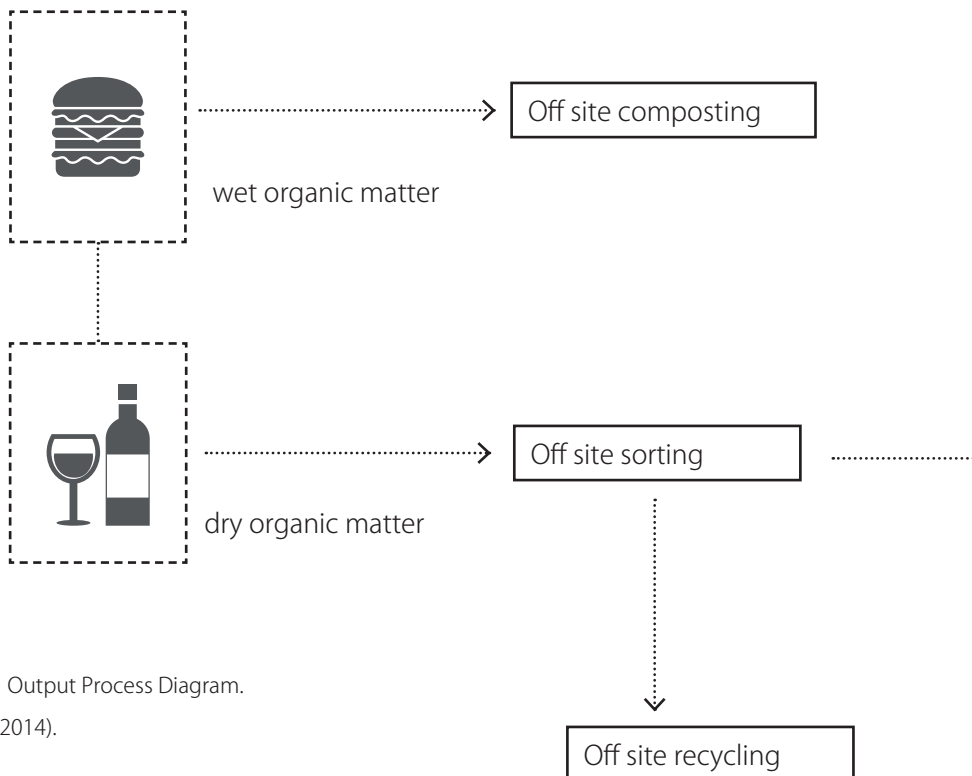 Off site composting
wet organic matter
Off site sorting
dry organic matter
Output Process Diagram.
2014).
Off site recycling